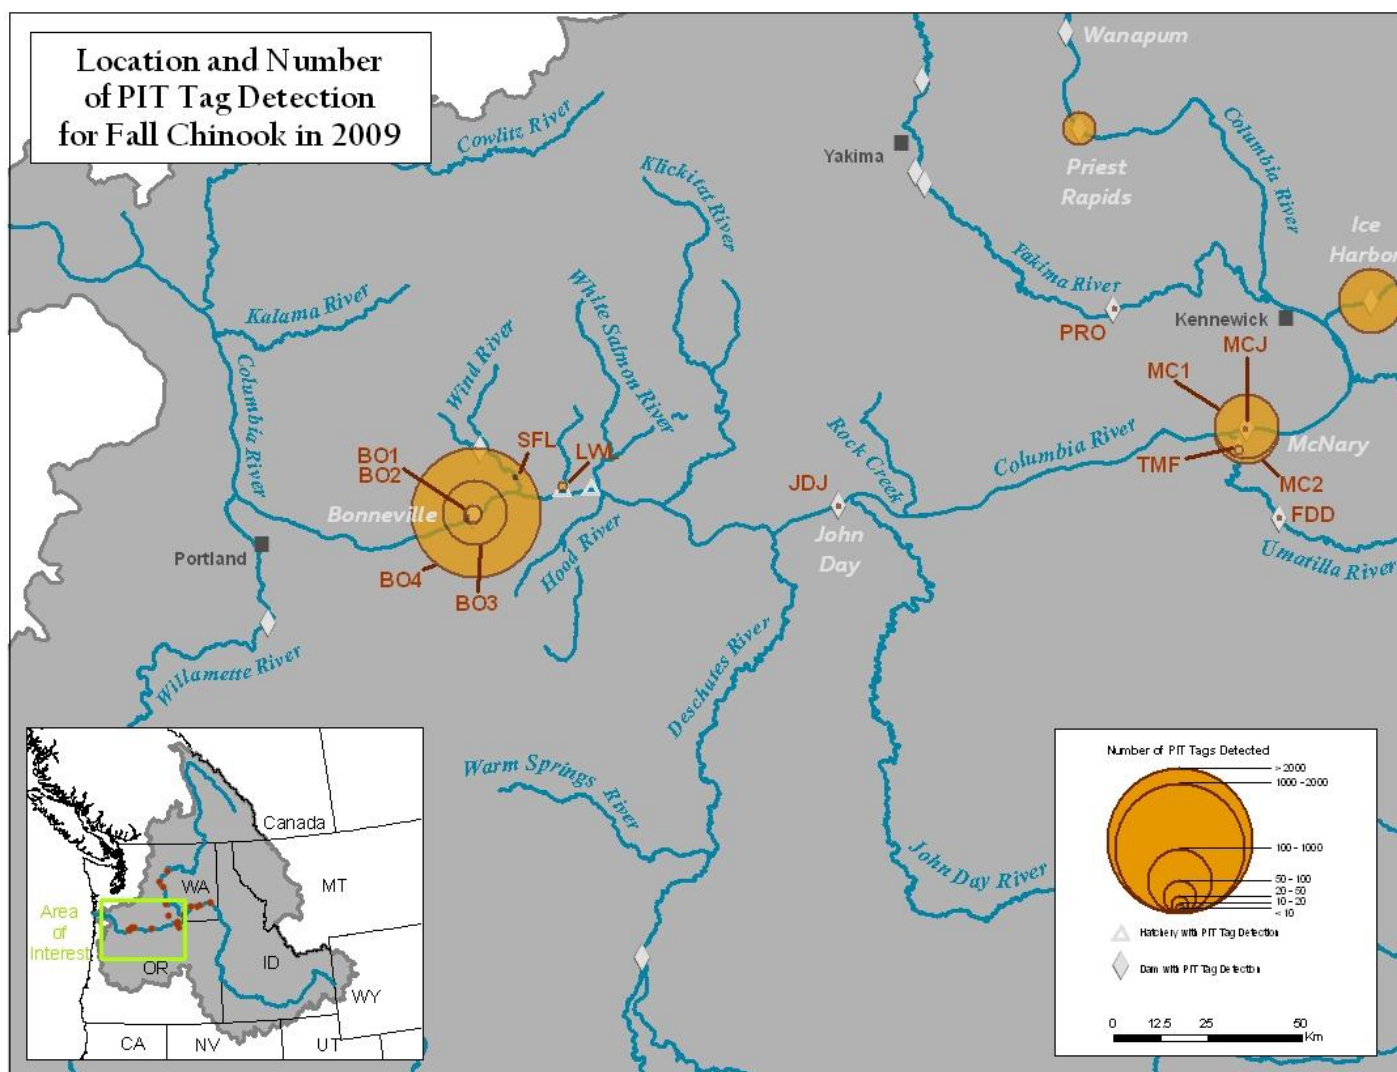 Location and Number
of PIT Tag Detection
for Fall Chinook in 2009
Cowlitz River
Klickitat River
Wanapum
Yakima
Priest
Rapids
Columbia River
Ice
Harbor
Yakima River
PRO
Kennewick
MCJ
MC1
McNary
TMF
MC2
FDD
Umatilla River
Kalama River
Columbia River
Wind River
White Salmon River
SFL
LWL
BO1
BO2
Bonneville
BO4
BO3
Hood River
Portland
Willamette River
JDJ
John
Day
Rock Creek
Columbia River
Deschutes River
Warm Springs River
John Day River
Canada
WA
MT
Area
of
Interest
OR
ID
WY
CA
NV
UT
Number of PIT Tags Detected
>2000
1000-2000
100-1000
50-100
20-50
10-20
<10
Hatchery with PIT Tag Detection
Dam with PIT Tag Detection
0 12.5 25 50
Km